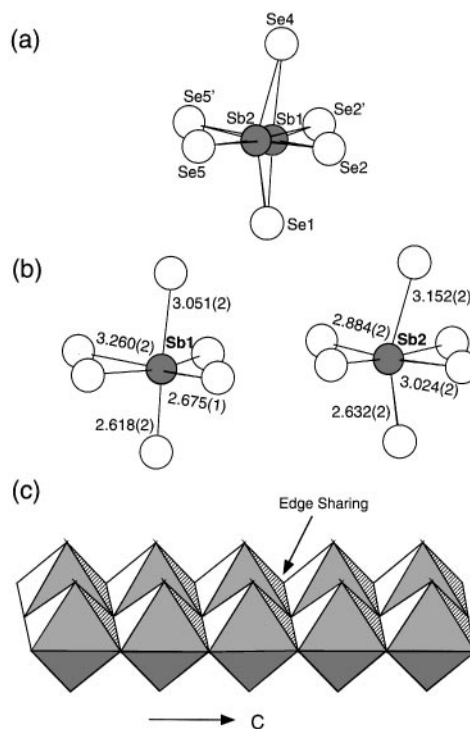 (a)
Se4
Se5'
Sb2
Sb1
Se2'
Se5
Se2
Se1
(b)
3.051(2)
3.260(2)
Sb1
2.675(1)
2.618(2)
3.152(2)
2.884(2)
Sb2
3.024(2)
2.632(2)
(c)
Edge Sharing
C